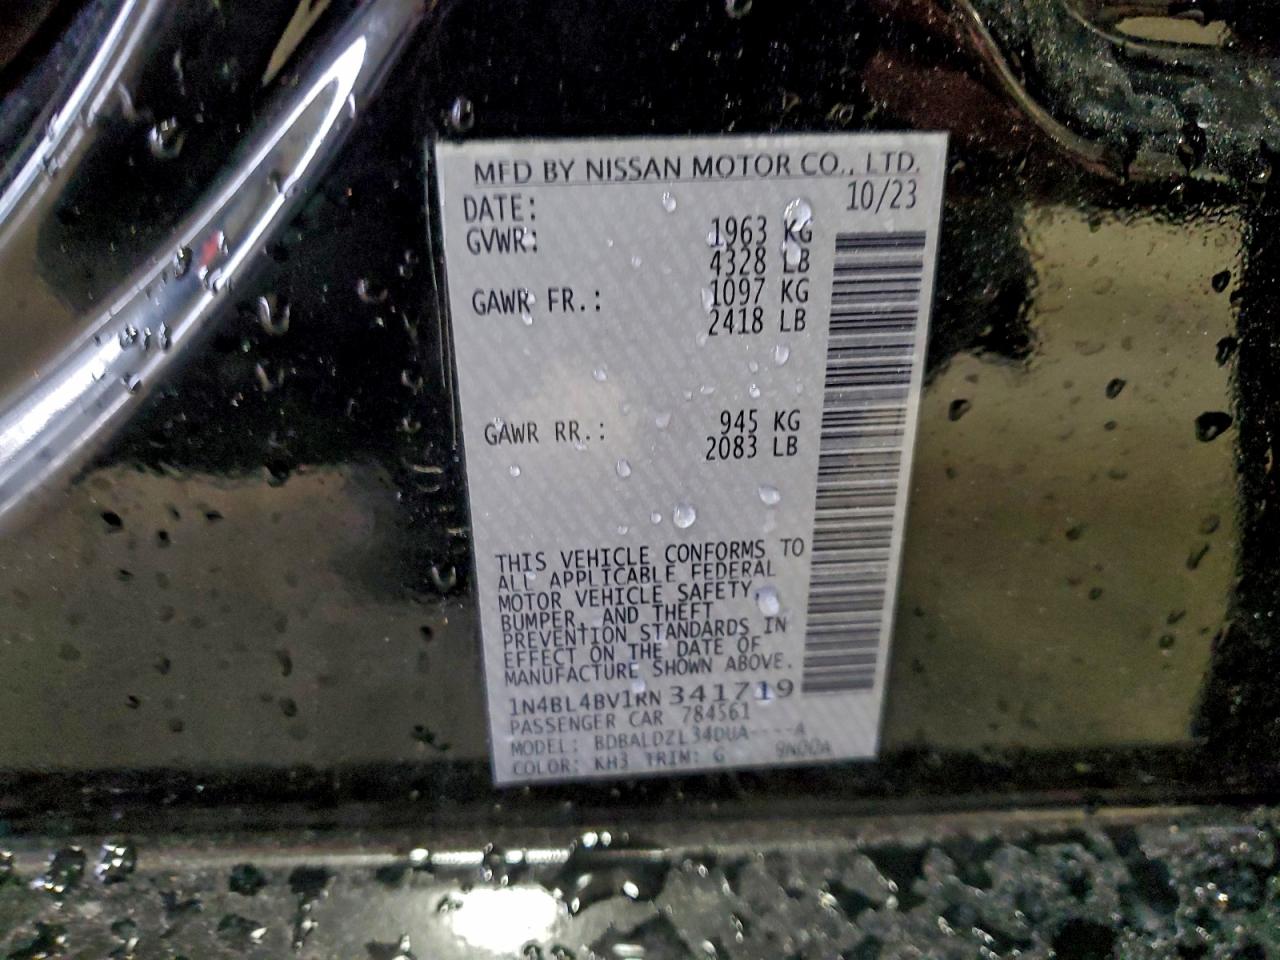 MFD BY NISSAN MOTOR CO., LTD.
DATE: 10/23
GVWR: 1963 KG
4328 LB
GAWR FR.: 1097 KG
2418 LB
GAWR RR.: 945 KG
2083 LB
THIS VEHICLE CONFORMS TO
ALL APPLICABLE FEDERAL
MOTOR VEHICLE SAFETY,
BUMPER, AND THEFT
PREVENTION STANDARDS IN
EFFECT ON THE DATE OF
MANUFACTURE SHOWN ABOVE.
1N4BL4BV1RN341719
PASSENGER CAR 784561
MODEL: BDBALDZL34DUA----A
COLOR: KH3 TRIM: G 9N00A